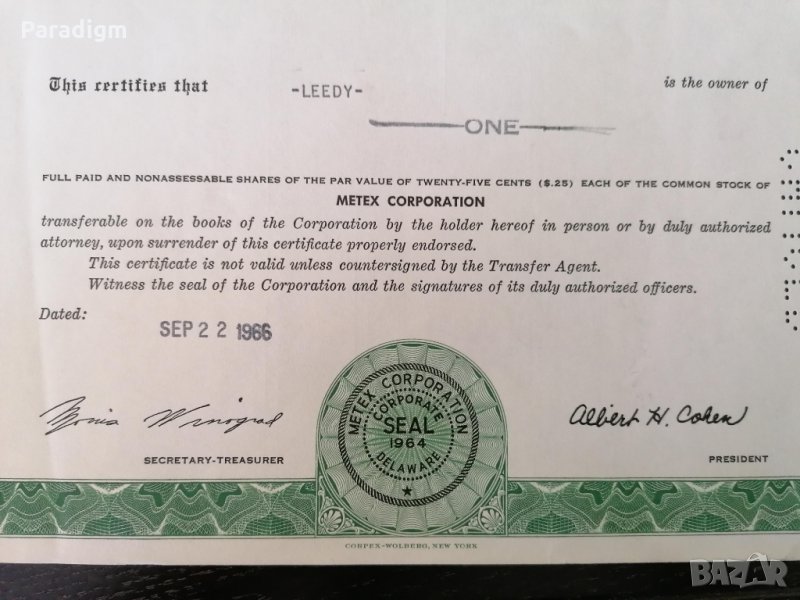 Paradigm
This certifies that -LEEDY- is the owner of
ONE
FULL PAID AND NONASSESSABLE SHARES OF THE PAR VALUE OF TWENTY-FIVE CENTS ($.25) EACH OF THE COMMON STOCK OF
METEX CORPORATION
transferable on the books of the Corporation by the holder hereof in person or by duly authorized
attorney, upon surrender of this certificate properly endorsed.
This certificate is not valid unless countersigned by the Transfer Agent.
Witness the seal of the Corporation and the signatures of its duly authorized officers.
Dated:
SEP 22 1966
METEX CORPORATION
CORPORATE
SEAL
1964
DELAWARE
Winograd
Albert H. Cohen
SECRETARY-TREASURER
PRESIDENT
CORPEX-WOLBERG, NEW YORK
BAZAR